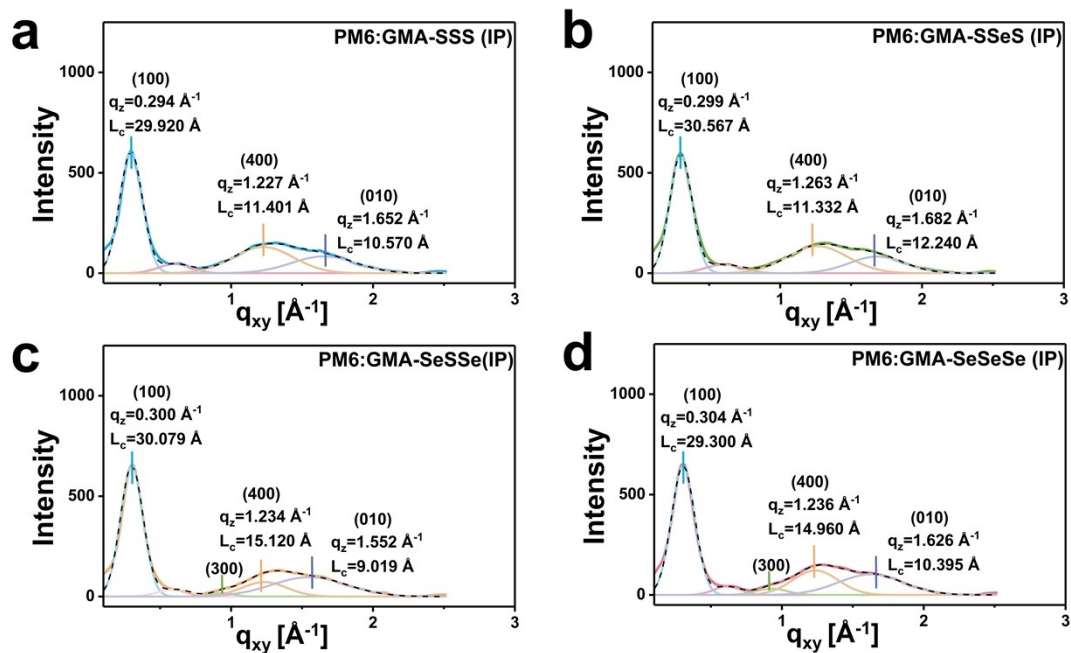 a
PM6:GMA-SSS (IP)
(100)
q_z=0.294 Å⁻¹
L_c=29.920 Å
(400)
q_z=1.227 Å⁻¹
L_c=11.401 Å
(010)
q_z=1.652 Å⁻¹
L_c=10.570 Å
1000
500
0
Intensity
1
2
3
q_xy [Å⁻¹]
b
PM6:GMA-SSeS (IP)
(100)
q_z=0.299 Å⁻¹
L_c=30.567 Å
(400)
q_z=1.263 Å⁻¹
L_c=11.332 Å
(010)
q_z=1.682 Å⁻¹
L_c=12.240 Å
1000
500
0
Intensity
1
2
3
q_xy [Å⁻¹]
c
PM6:GMA-SeSSe(IP)
(100)
q_z=0.300 Å⁻¹
L_c=30.079 Å
(400)
q_z=1.234 Å⁻¹
L_c=15.120 Å
(010)
q_z=1.552 Å⁻¹
L_c=9.019 Å
(300)
1000
500
0
Intensity
1
2
3
q_xy [Å⁻¹]
d
PM6:GMA-SeSeSe (IP)
(100)
q_z=0.304 Å⁻¹
L_c=29.300 Å
(400)
q_z=1.236 Å⁻¹
L_c=14.960 Å
(010)
q_z=1.626 Å⁻¹
L_c=10.395 Å
(300)
1000
500
0
Intensity
1
2
3
q_xy [Å⁻¹]